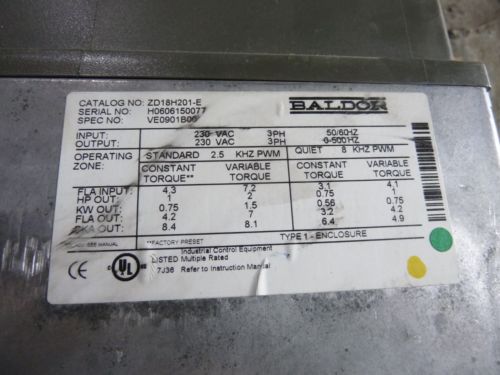 CATALOG NO: ZD18H201-E
SERIAL NO: H0606150077
SPEC NO: VE0901B00
BALDOR
INPUT: 230 VAC 3PH 50/60HZ
OUTPUT: 230 VAC 3PH 0-500HZ
OPERATING ZONE:
STANDARD 2.5 KHZ PWM QUIET 8 KHZ PWM
CONSTANT TORQUE** VARIABLE TORQUE CONSTANT TORQUE VARIABLE TORQUE
FLA INPUT: 4.3 7.2 3.1 4.1
HP OUT: 1 2 0.75 1
KW OUT: 0.75 1.5 0.56 0.75
FLA OUT: 4.2 7 3.2 4.2
PKA OUT: 8.4 8.1 6.4 4.9
SEE MANUAL **FACTORY PRESET TYPE 1 - ENCLOSURE
CE UL
LISTED
7J36
Industrial Control Equipment
Multiple Rated
Refer to Instruction Manual